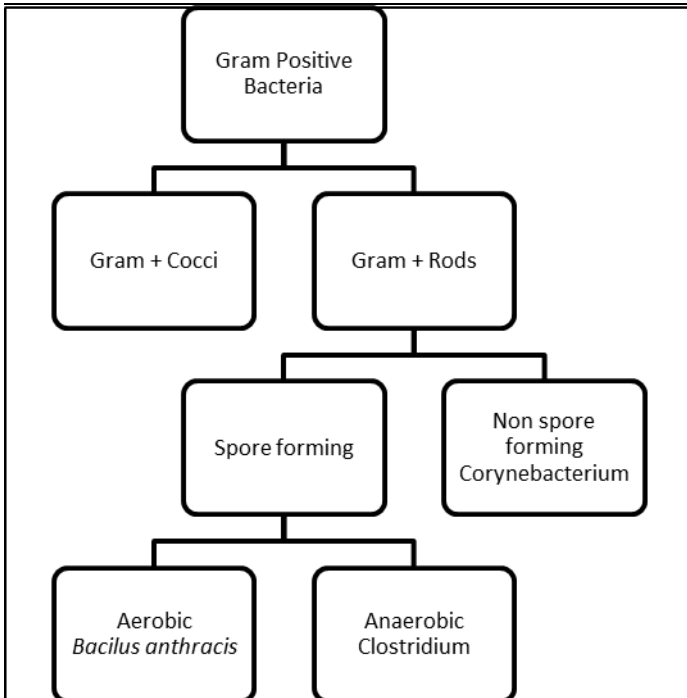 Gram Positive
Bacteria
Gram + Cocci
Gram + Rods
Spore forming
Non spore
forming
Corynebacterium
Aerobic
Bacilus anthracis
Anaerobic
Clostridium